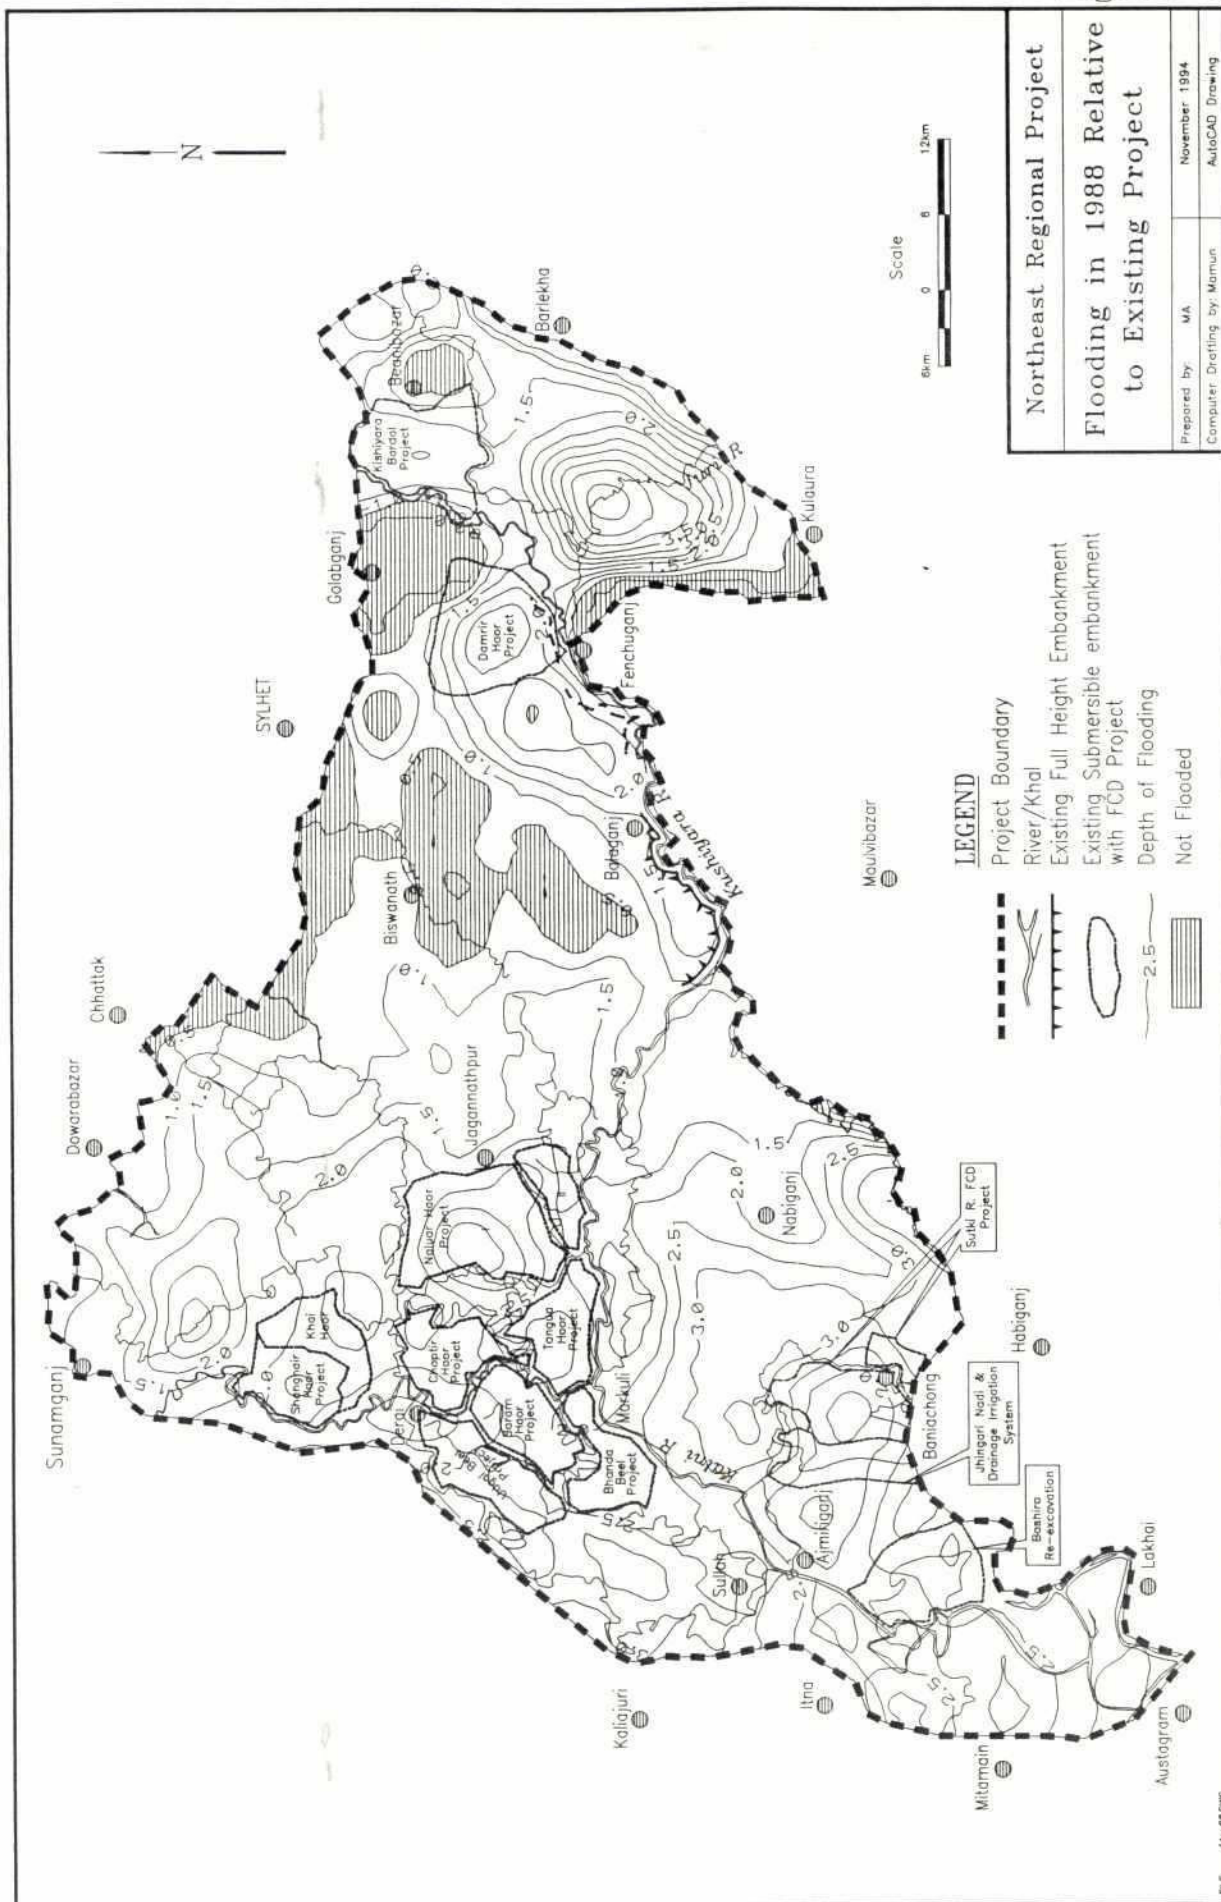 N
Sunamganj
Dowarabazar
Chhattak
SYLHET
Golabganj
Beanibazar
Barlekha
Kishiyara
Bardal
Project
Damrir
Haor
Project
Fenchuganj
Kulaura
Biswanath
Balaganj
Kushiyara R
Maulvibazar
Jagannathpur
Naluar Haor
Project
Khai
Haor
Shanghair
Haor
Project
Derai
Chaptir
Haor
Project
Tangua
Haor
Project
Baram
Haor
Project
Bhanda
Beel
Project
Markuli
Kalni R
Nabiganj
Sullah
Ajmiriganj
Baniachong
Habiganj
Kaliajuri
Itna
Mitamain
Austagram
Lakhai
Sutki R. FCD
Project
Jhingari Nadi &
Drainage Irrigation
System
Bashira
Re-excavation
1.0
1.5
2.0
2.5
3.0
3.5
Scale
6km 0 6 12km
LEGEND
Project Boundary
River/Khal
Existing Full Height Embankment
Existing Submersible embankment
with FCD Project
2.5 Depth of Flooding
Not Flooded
Northeast Regional Project
Flooding in 1988 Relative
to Existing Project
Prepared by: MA November 1994
Computer Drafting by: Mamun AutoCAD Drawing